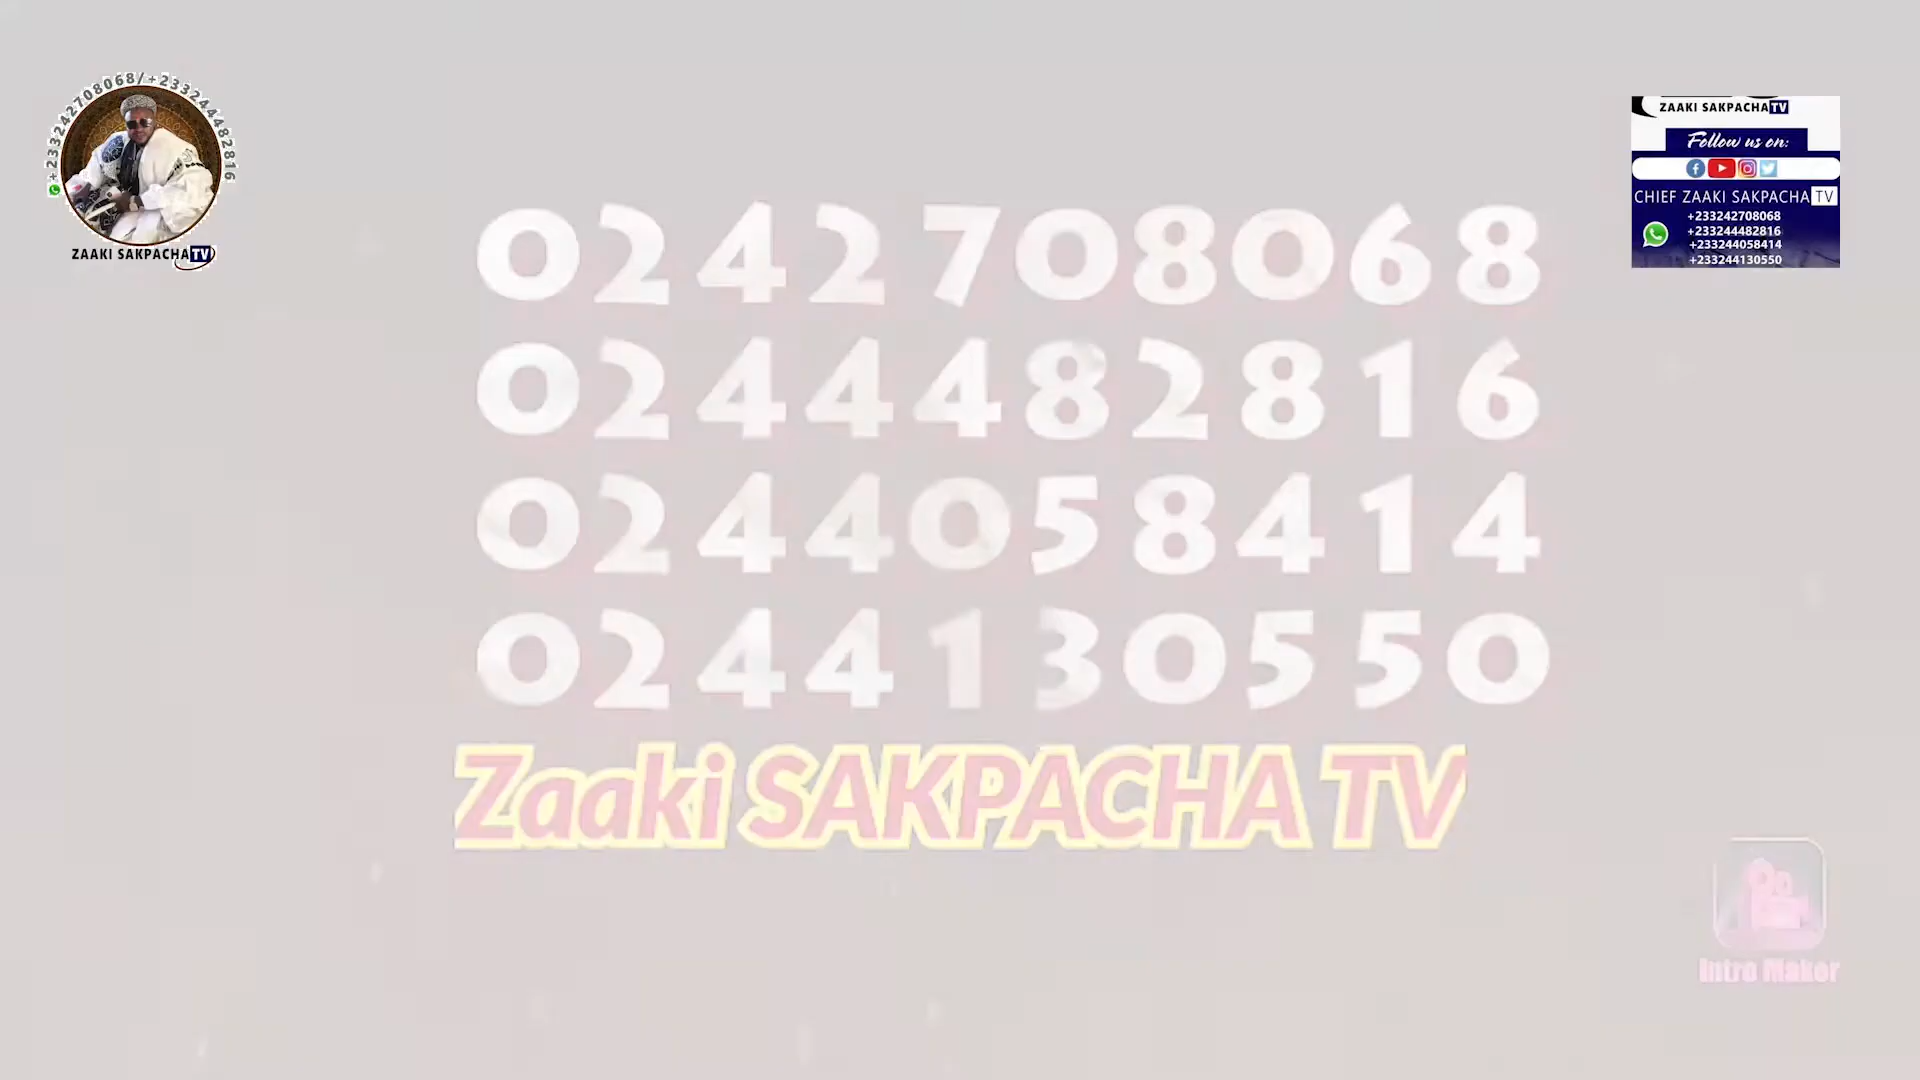 +233242708068/+233244482816
ZAAKI SAKPACHA TV
ZAAKI SAKPACHA TV
Follow us on:
CHIEF ZAAKI SAKPACHA TV
+233242708068
+233244482816
+233244058414
+233244130550
0242708068
0244482816
0244058414
0244130550
Zaaki SAKPACHA TV
Intro Maker